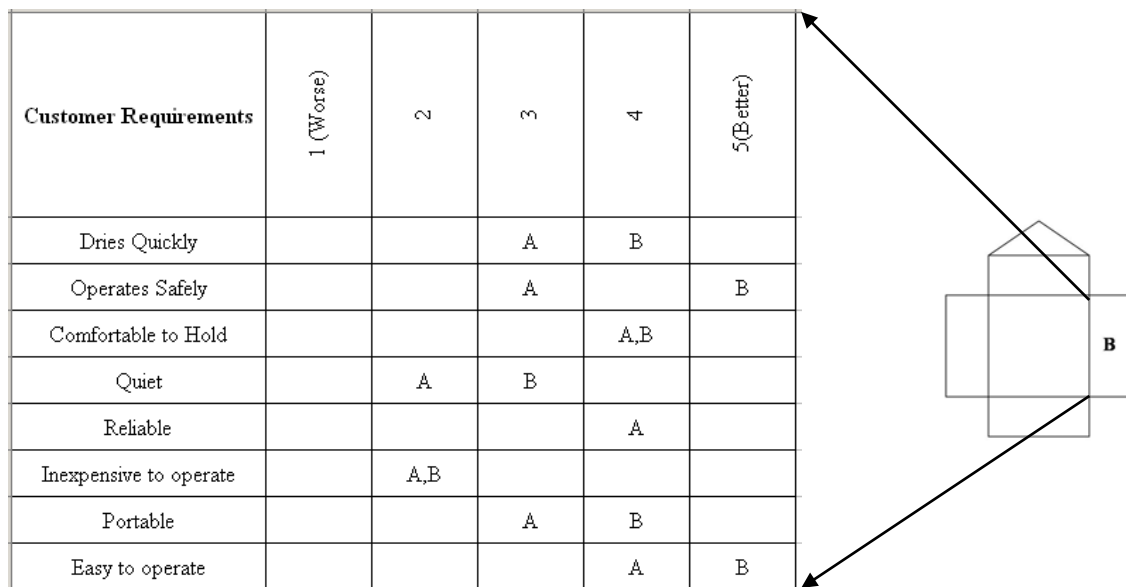 Customer Requirements 1 (Worse) 2 3 4 5(Better)
Dries Quickly A B
Operates Safely A B
Comfortable to Hold A,B
Quiet A B
Reliable A
Inexpensive to operate A,B
Portable A B
Easy to operate A B
B